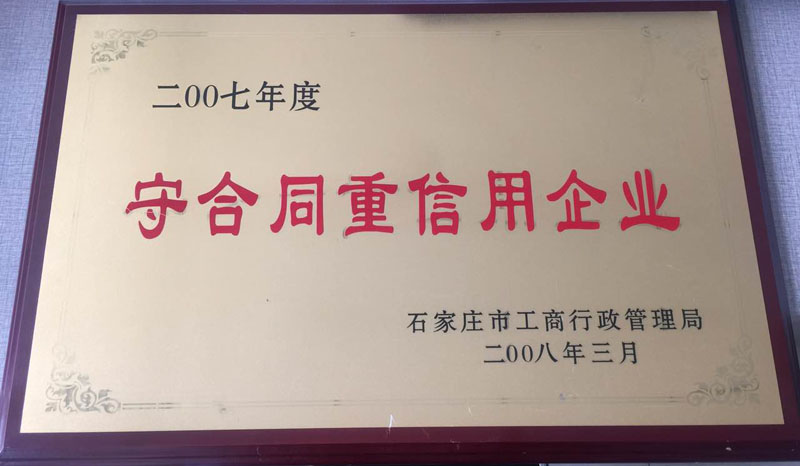 二00七年度
守合同重信用企业
石家庄市工商行政管理局
二00八年三月